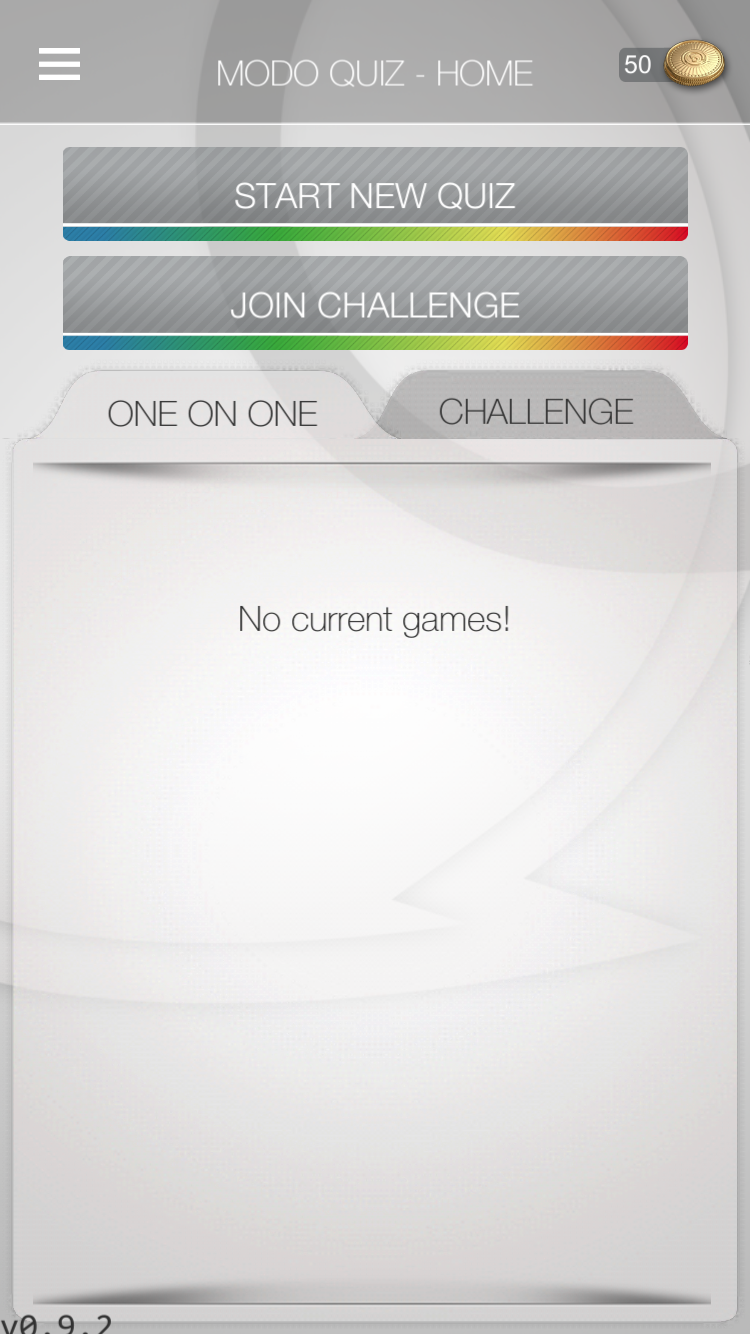 MODO QUIZ - HOME
50
START NEW QUIZ
JOIN CHALLENGE
ONE ON ONE
CHALLENGE
No current games!
v0.9.2